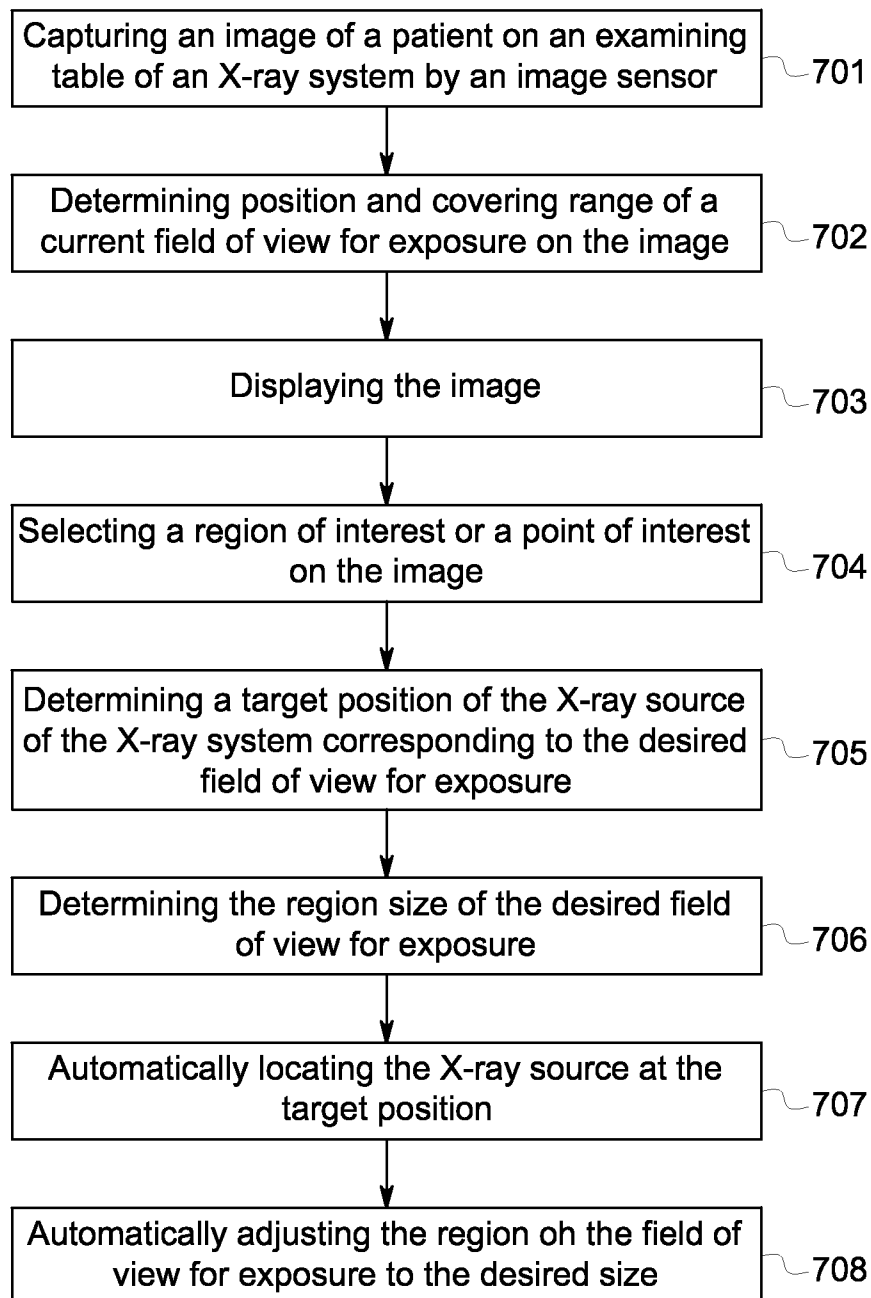 Capturing an image of a patient on an examining
table of an X-ray system by an image sensor
701
Determining position and covering range of a
current field of view for exposure on the image
702
Displaying the image
703
Selecting a region of interest or a point of interest
on the image
704
Determining a target position of the X-ray source
of the X-ray system corresponding to the desired
field of view for exposure
705
Determining the region size of the desired field
of view for exposure
706
Automatically locating the X-ray source at the
target position
707
Automatically adjusting the region oh the field of
view for exposure to the desired size
708